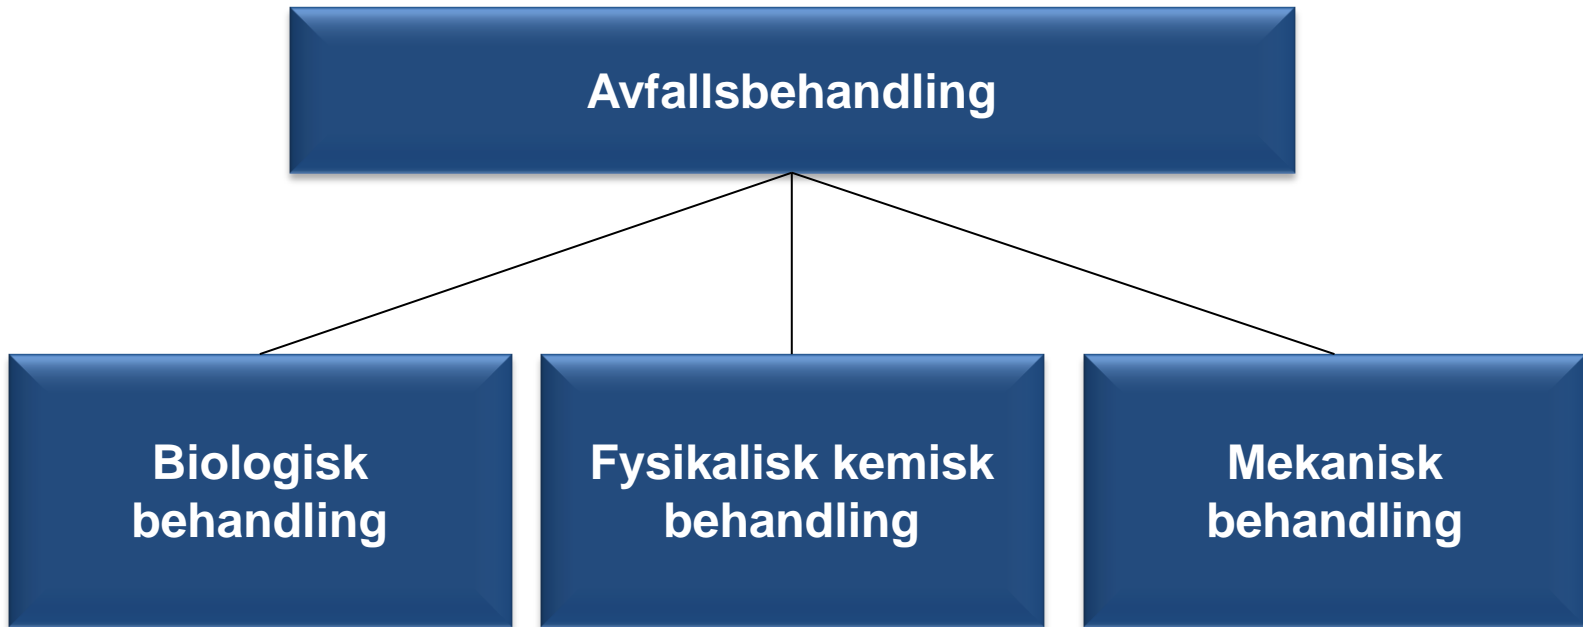 Avfallsbehandling
Biologisk
behandling
Fysikalisk kemisk
behandling
Mekanisk
behandling